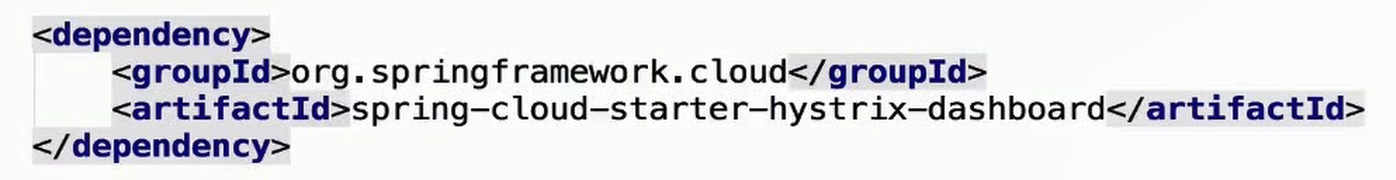 <dependency>
<groupId>org.springframework.cloud</groupId>
<artifactId>spring-cloud-starter-hystrix-dashboard</artifactId>
</dependency>